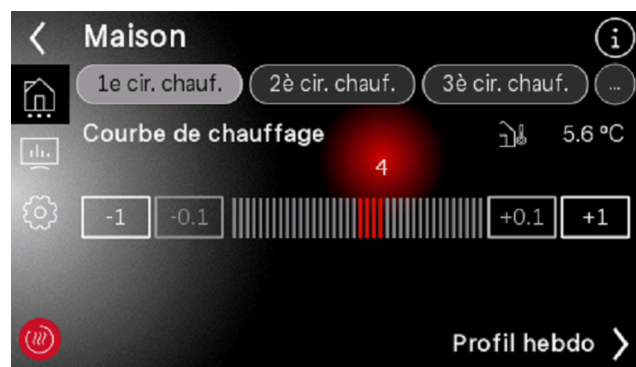 Maison
1e cir. chauf. 2è cir. chauf. 3è cir. chauf. ...
Courbe de chauffage 5.6 °C
4
-1 -0.1 +0.1 +1
Profil hebdo